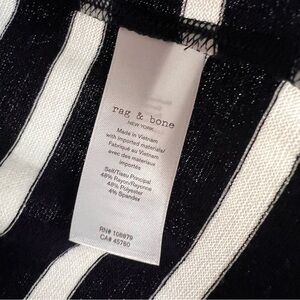 rag & bone
NEW YORK
Made in Vietnam
with imported materials/
Fabriqué au Vietnam
avec des materiaux
importés
Self/Tissu Principal
48% Rayon/Rayonne
48% Polyester
4% Spandex
RN# 108879
CA# 45780